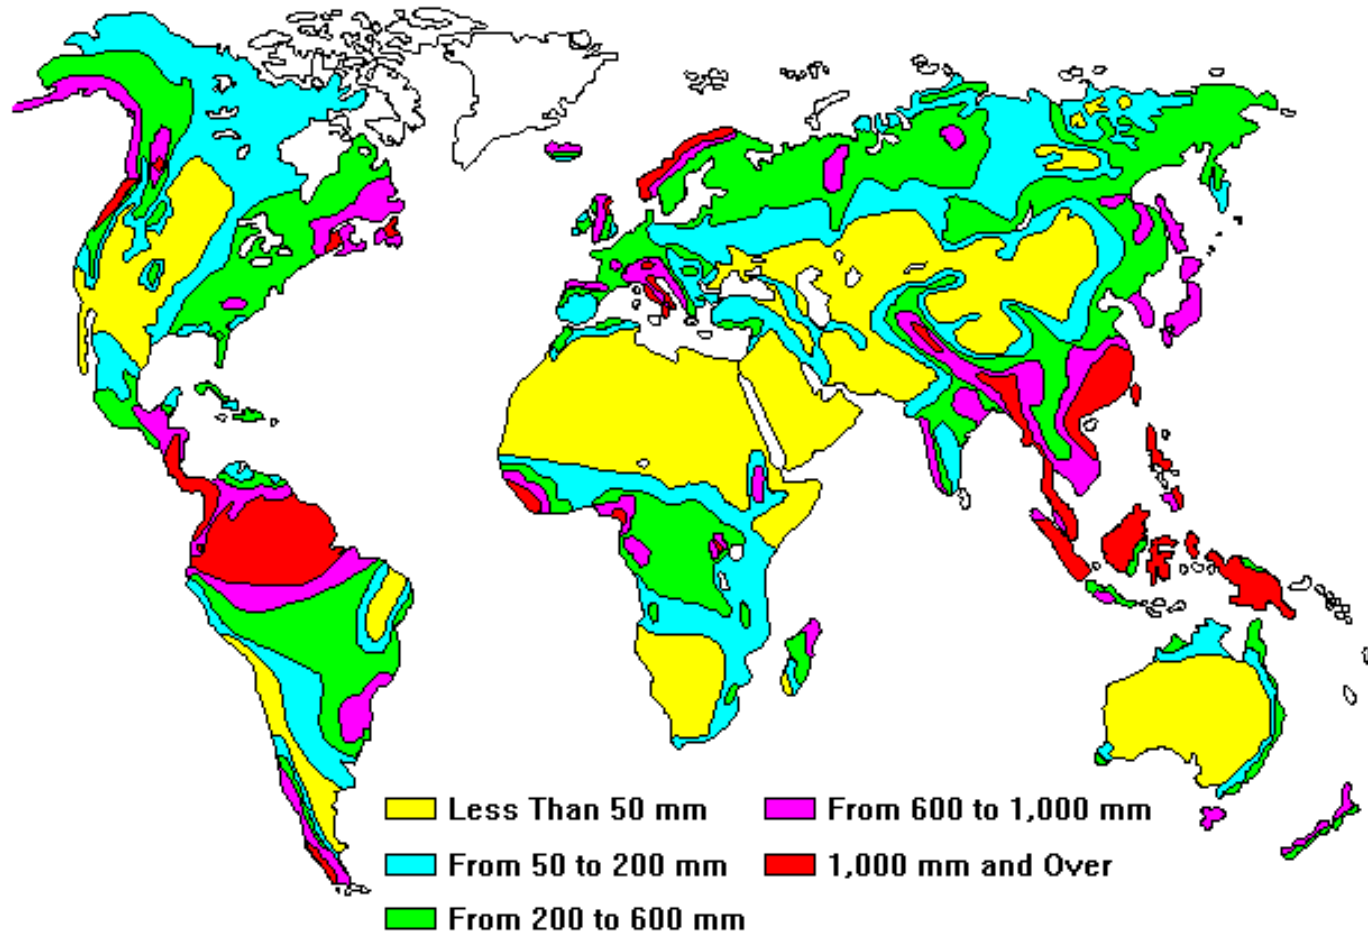 Less Than 50 mm
From 50 to 200 mm
From 200 to 600 mm
From 600 to 1,000 mm
1,000 mm and Over